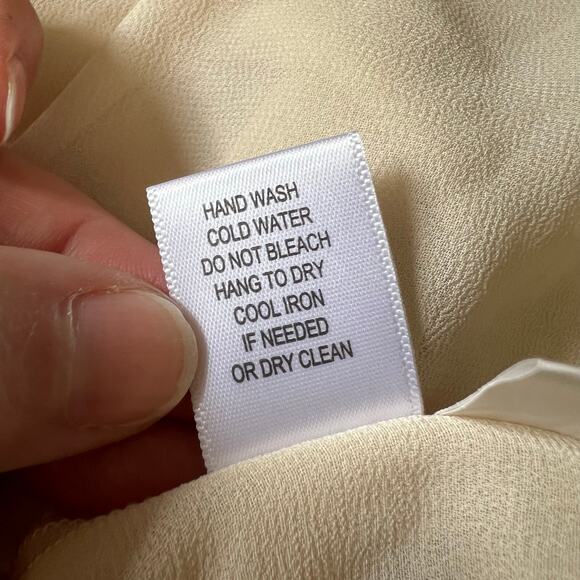 HAND WASH
COLD WATER
DO NOT BLEACH
HANG TO DRY
COOL IRON
IF NEEDED
OR DRY CLEAN